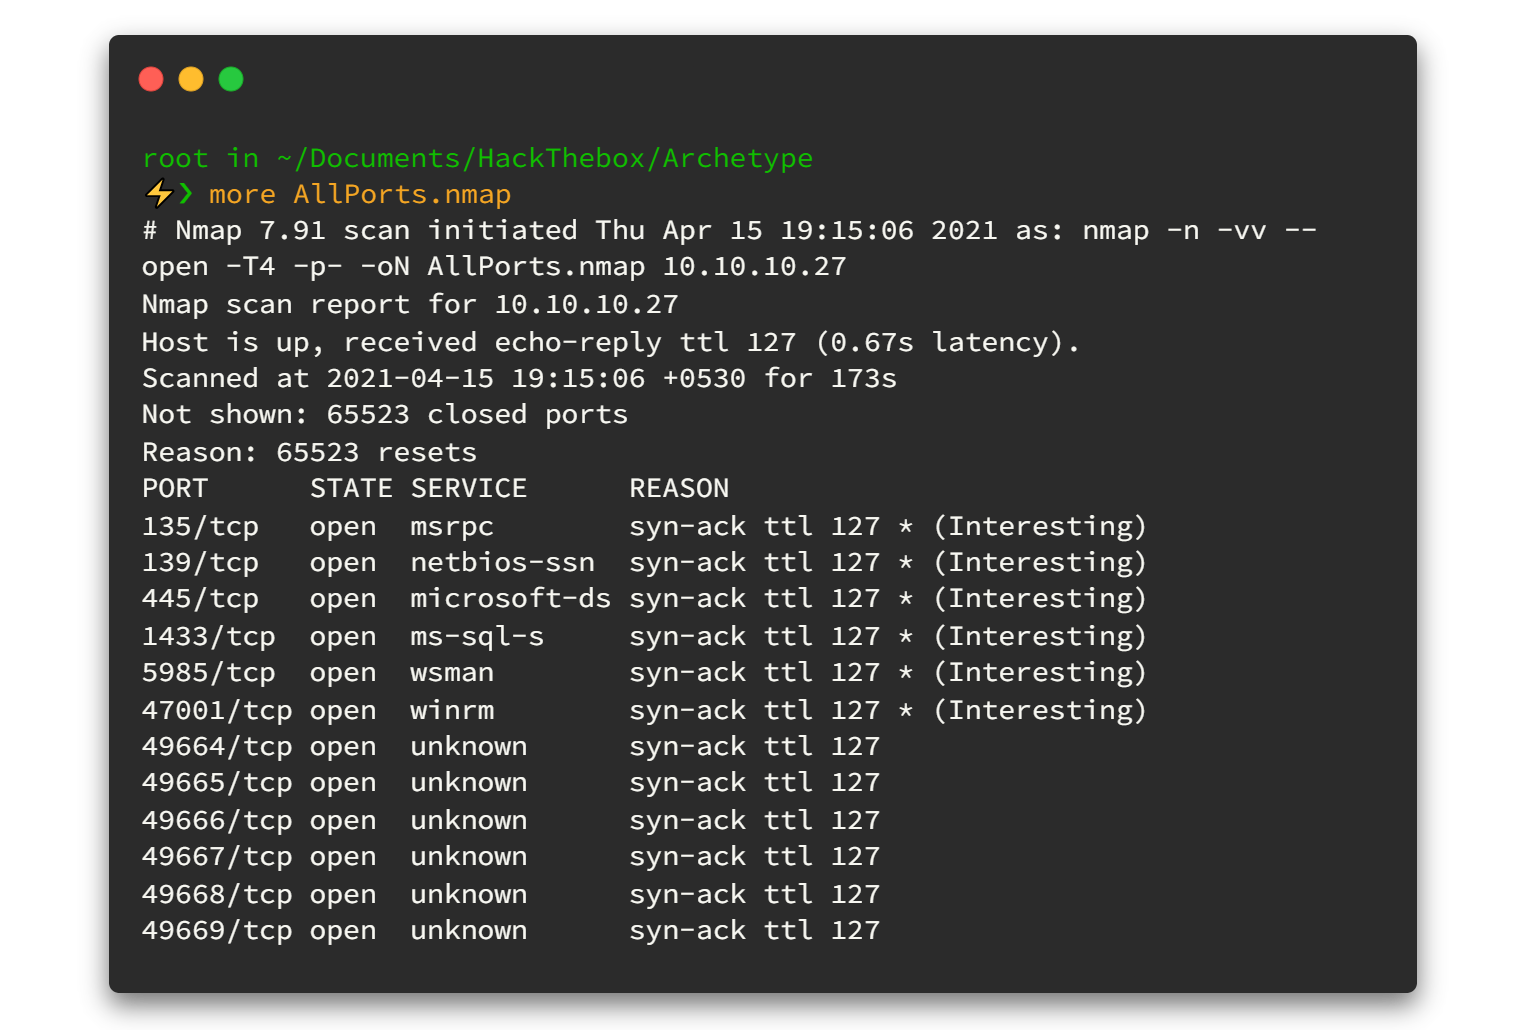 root in ~/Documents/HackThebox/Archetype
⚡❯ more AllPorts.nmap
# Nmap 7.91 scan initiated Thu Apr 15 19:15:06 2021 as: nmap -n -vv --
open -T4 -p- -oN AllPorts.nmap 10.10.10.27
Nmap scan report for 10.10.10.27
Host is up, received echo-reply ttl 127 (0.67s latency).
Scanned at 2021-04-15 19:15:06 +0530 for 173s
Not shown: 65523 closed ports
Reason: 65523 resets
PORT      STATE SERVICE      REASON
135/tcp   open  msrpc        syn-ack ttl 127 * (Interesting)
139/tcp   open  netbios-ssn  syn-ack ttl 127 * (Interesting)
445/tcp   open  microsoft-ds syn-ack ttl 127 * (Interesting)
1433/tcp  open  ms-sql-s     syn-ack ttl 127 * (Interesting)
5985/tcp  open  wsman        syn-ack ttl 127 * (Interesting)
47001/tcp open  winrm        syn-ack ttl 127 * (Interesting)
49664/tcp open  unknown      syn-ack ttl 127
49665/tcp open  unknown      syn-ack ttl 127
49666/tcp open  unknown      syn-ack ttl 127
49667/tcp open  unknown      syn-ack ttl 127
49668/tcp open  unknown      syn-ack ttl 127
49669/tcp open  unknown      syn-ack ttl 127